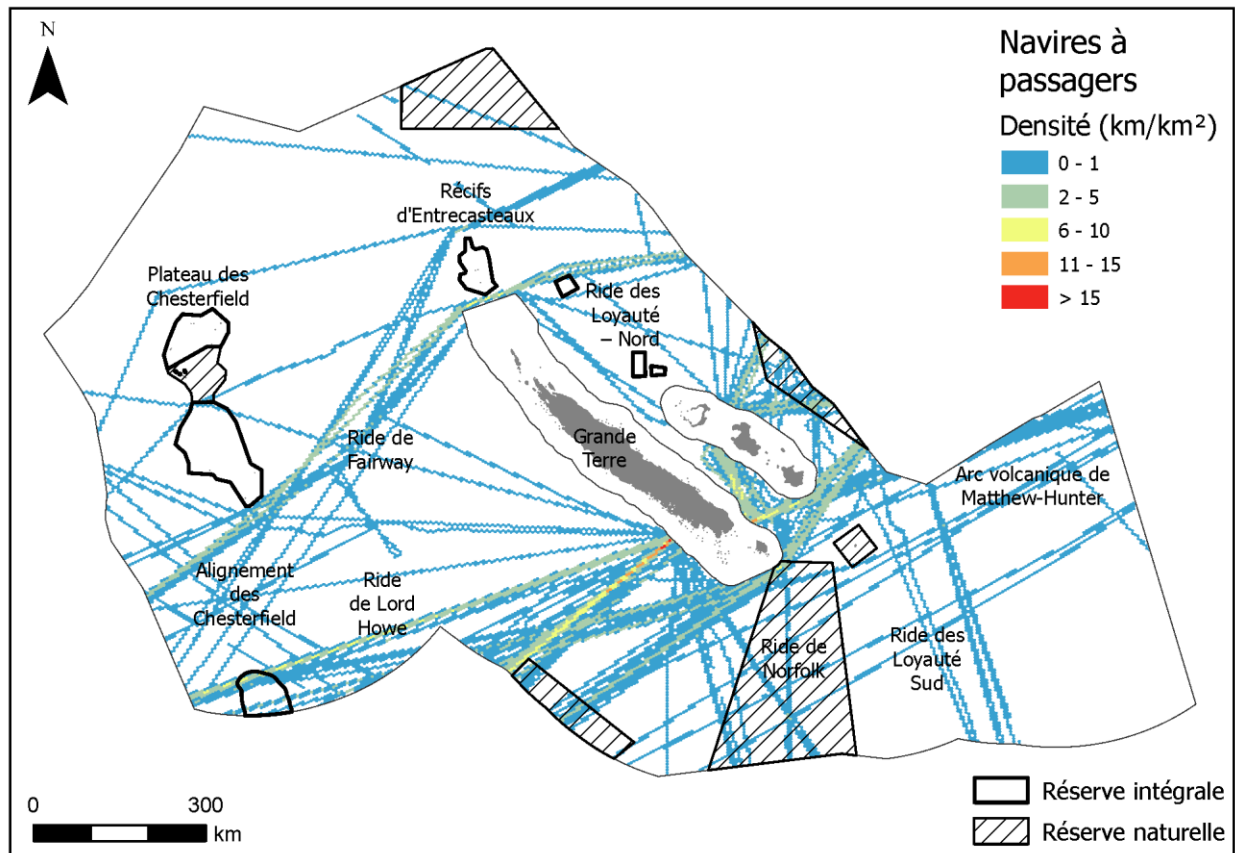 N
Navires à
passagers
Densité (km/km²)
0 - 1
2 - 5
6 - 10
11 - 15
> 15
Récifs
d'Entrecasteaux
Plateau des
Chesterfield
Ride des
Loyauté
– Nord
Ride de
Fairway
Grande
Terre
Arc volcanique de
Matthew-Hunter
Alignement
des
Chesterfield
Ride
de Lord
Howe
Ride de
Norfolk
Ride des
Loyauté
Sud
0 300
km
Réserve intégrale
Réserve naturelle